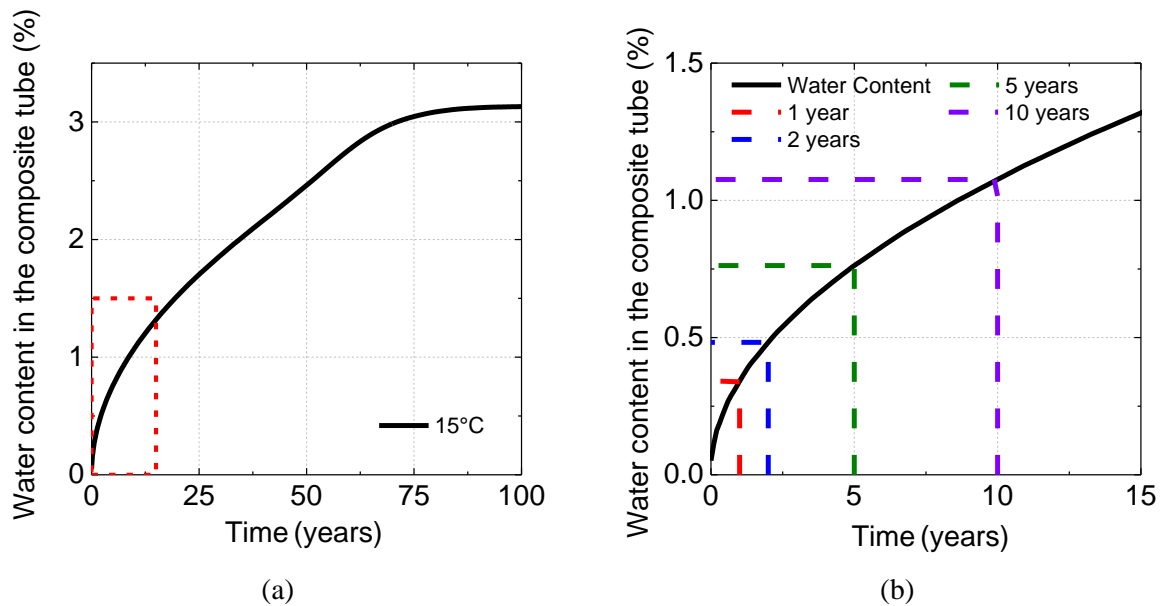 Water content in the composite tube (%)
3
2
1
0
0 25 50 75 100
Time (years)
15°C
(a)
Water content in the composite tube (%)
1.5
1.0
0.5
0.0
0 5 10 15
Time (years)
Water Content
1 year
2 years
5 years
10 years
(b)